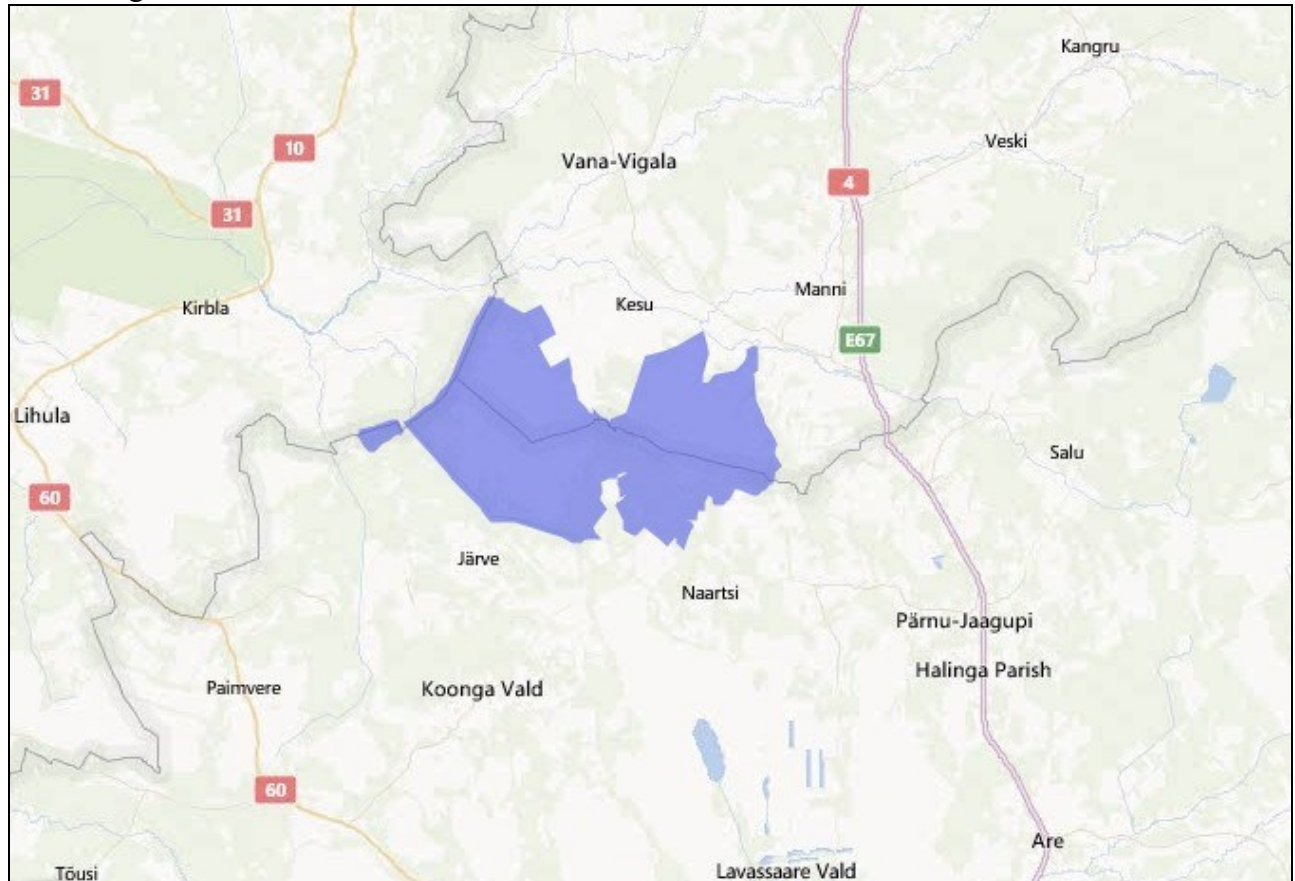 Kangru
31
10
Veski
Vana-Vigala
4
31
Manni
Kirbla
Kesu
E67
Lihula
Salu
60
Järve
Naartsi
Pärnu-Jaagupi
Halinga Parish
Paimvere
Koonga Vald
60
Are
Tõusi
Lavassaare Vald